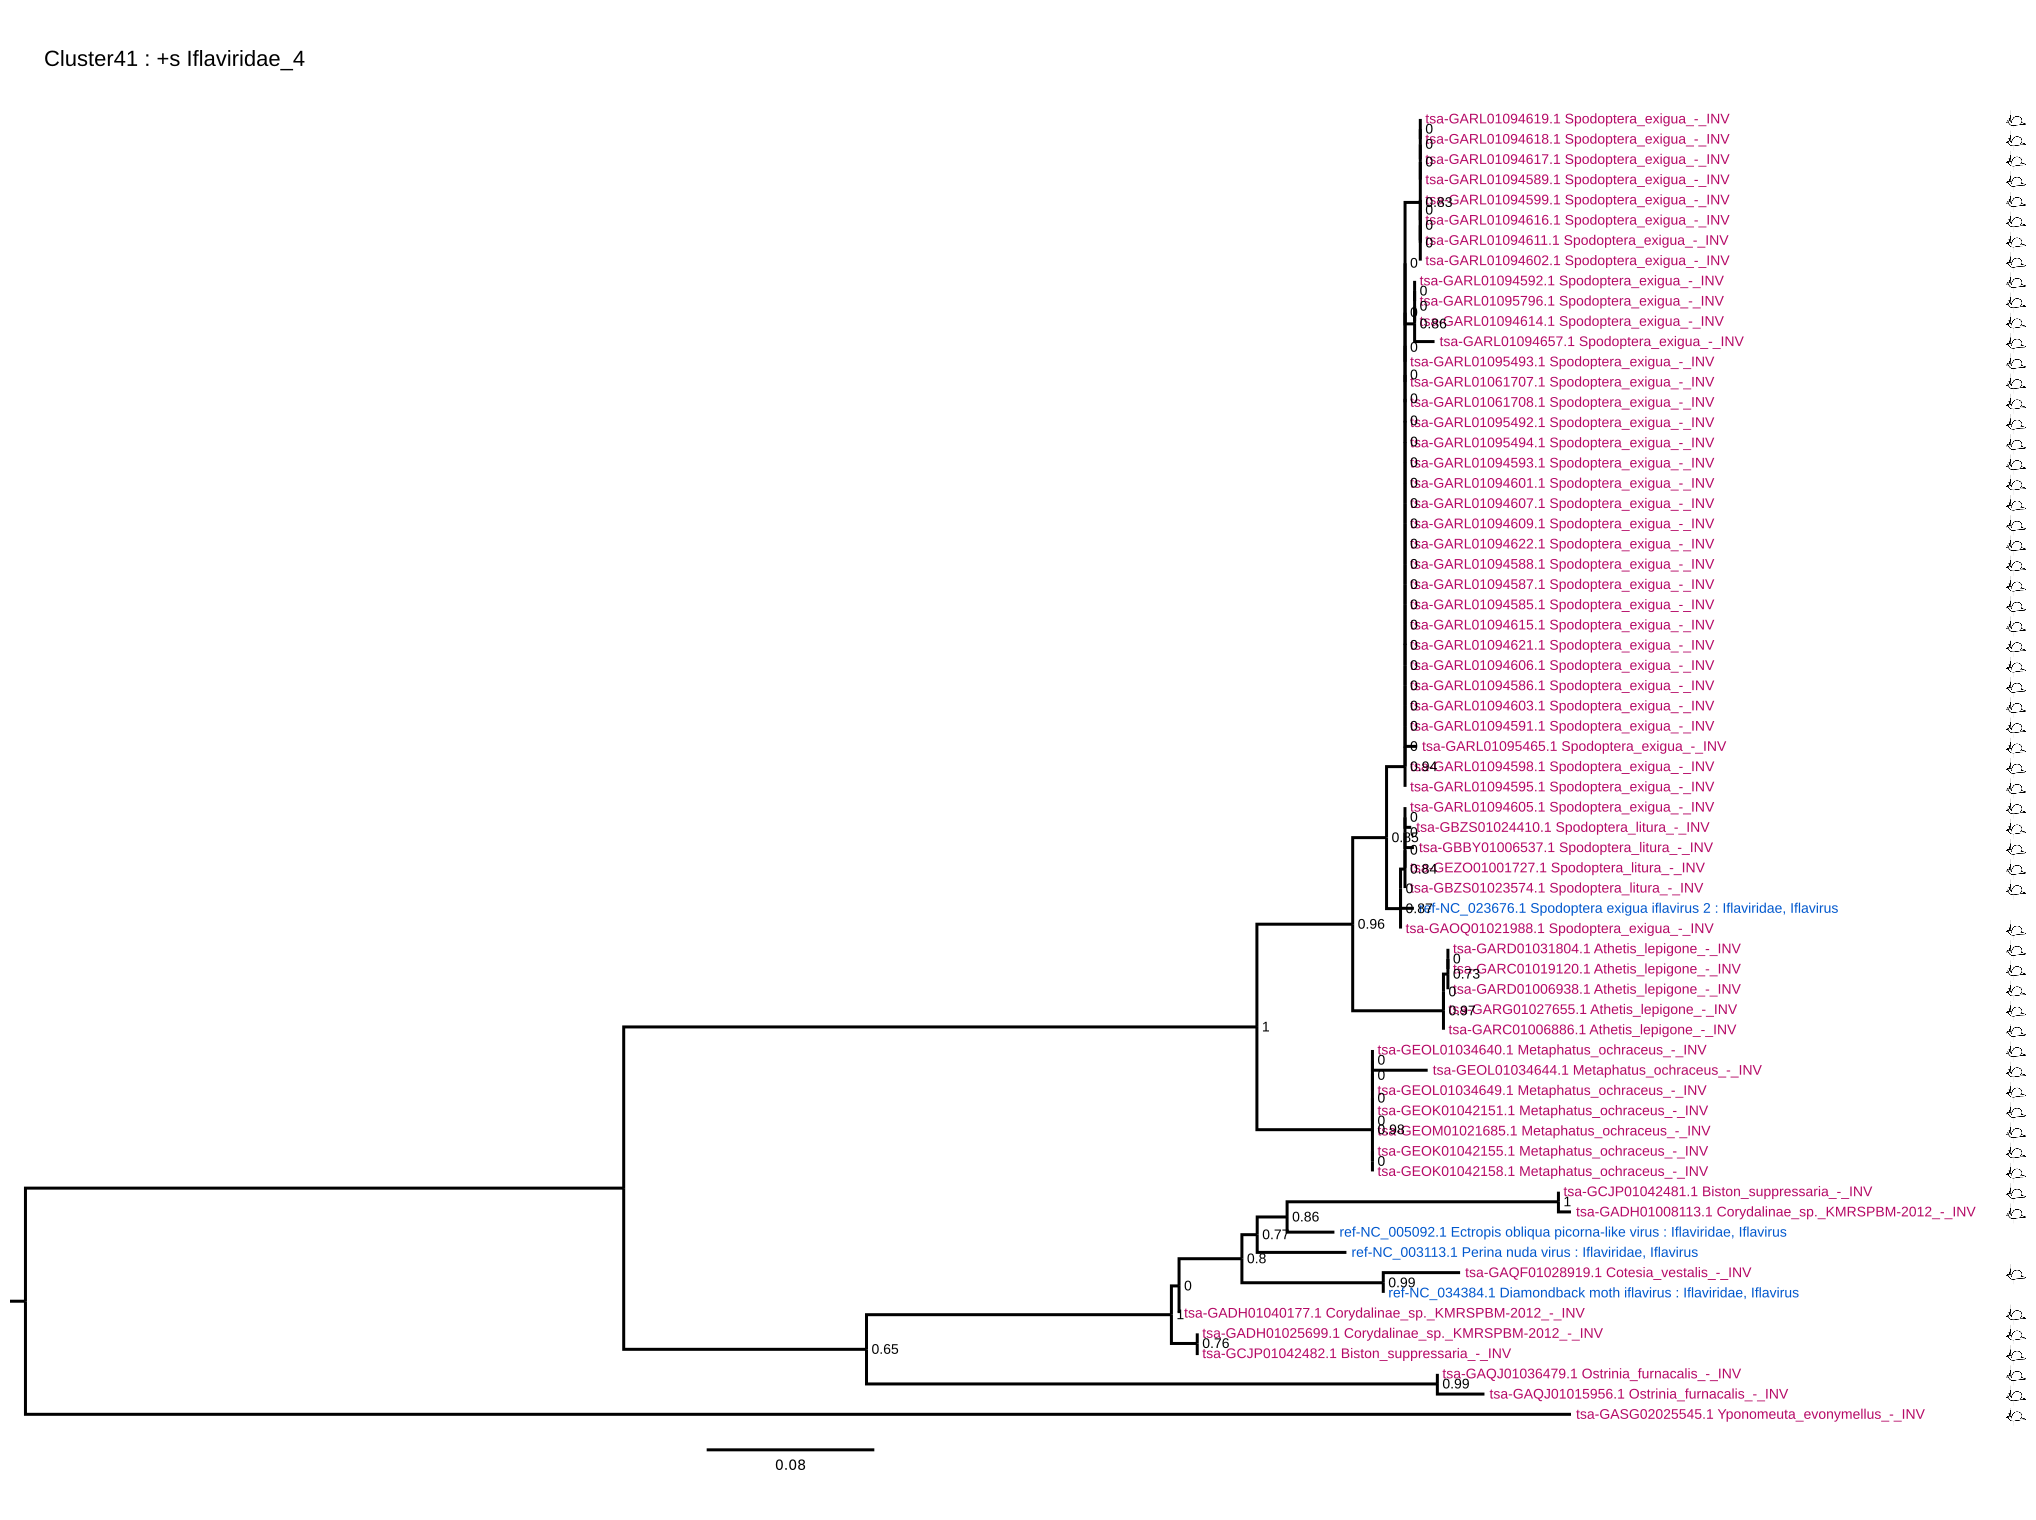 Cluster41 : +s Iflaviridae_4
tsa-GARL01094619.1 Spodoptera_exigua_-_INV
0
tsa-GARL01094618.1 Spodoptera_exigua_-_INV
0
tsa-GARL01094617.1 Spodoptera_exigua_-_INV
0
tsa-GARL01094589.1 Spodoptera_exigua_-_INV
tsa-GARL01094599.1 Spodoptera_exigua_-_INV
0.83
0
tsa-GARL01094616.1 Spodoptera_exigua_-_INV
0
tsa-GARL01094611.1 Spodoptera_exigua_-_INV
0
tsa-GARL01094602.1 Spodoptera_exigua_-_INV
0
tsa-GARL01094592.1 Spodoptera_exigua_-_INV
0
tsa-GARL01095796.1 Spodoptera_exigua_-_INV
0
0
tsa-GARL01094614.1 Spodoptera_exigua_-_INV
0.86
tsa-GARL01094657.1 Spodoptera_exigua_-_INV
0
tsa-GARL01095493.1 Spodoptera_exigua_-_INV
0
tsa-GARL01061707.1 Spodoptera_exigua_-_INV
0
tsa-GARL01061708.1 Spodoptera_exigua_-_INV
0
tsa-GARL01095492.1 Spodoptera_exigua_-_INV
0
tsa-GARL01095494.1 Spodoptera_exigua_-_INV
0
tsa-GARL01094593.1 Spodoptera_exigua_-_INV
0
tsa-GARL01094601.1 Spodoptera_exigua_-_INV
0
tsa-GARL01094607.1 Spodoptera_exigua_-_INV
0
tsa-GARL01094609.1 Spodoptera_exigua_-_INV
0
tsa-GARL01094622.1 Spodoptera_exigua_-_INV
0
tsa-GARL01094588.1 Spodoptera_exigua_-_INV
0
tsa-GARL01094587.1 Spodoptera_exigua_-_INV
0
tsa-GARL01094585.1 Spodoptera_exigua_-_INV
0
tsa-GARL01094615.1 Spodoptera_exigua_-_INV
0
tsa-GARL01094621.1 Spodoptera_exigua_-_INV
0
tsa-GARL01094606.1 Spodoptera_exigua_-_INV
0
tsa-GARL01094586.1 Spodoptera_exigua_-_INV
0
tsa-GARL01094603.1 Spodoptera_exigua_-_INV
0
tsa-GARL01094591.1 Spodoptera_exigua_-_INV
0
tsa-GARL01095465.1 Spodoptera_exigua_-_INV
0
tsa-GARL01094598.1 Spodoptera_exigua_-_INV
0.94
tsa-GARL01094595.1 Spodoptera_exigua_-_INV
tsa-GARL01094605.1 Spodoptera_exigua_-_INV
0
tsa-GBZS01024410.1 Spodoptera_litura_-_INV
0
0.85
tsa-GBBY01006537.1 Spodoptera_litura_-_INV
0
tsa-GEZO01001727.1 Spodoptera_litura_-_INV
0.84
tsa-GBZS01023574.1 Spodoptera_litura_-_INV
0
ref-NC_023676.1 Spodoptera exigua iflavirus 2 : Iflaviridae, Iflavirus
0.87
0.96
tsa-GAOQ01021988.1 Spodoptera_exigua_-_INV
tsa-GARD01031804.1 Athetis_lepigone_-_INV
0
tsa-GARC01019120.1 Athetis_lepigone_-_INV
0.73
tsa-GARD01006938.1 Athetis_lepigone_-_INV
0
tsa-GARG01027655.1 Athetis_lepigone_-_INV
0.97
1
tsa-GARC01006886.1 Athetis_lepigone_-_INV
tsa-GEOL01034640.1 Metaphatus_ochraceus_-_INV
0
tsa-GEOL01034644.1 Metaphatus_ochraceus_-_INV
0
tsa-GEOL01034649.1 Metaphatus_ochraceus_-_INV
0
tsa-GEOK01042151.1 Metaphatus_ochraceus_-_INV
0
tsa-GEOM01021685.1 Metaphatus_ochraceus_-_INV
0.98
tsa-GEOK01042155.1 Metaphatus_ochraceus_-_INV
0
tsa-GEOK01042158.1 Metaphatus_ochraceus_-_INV
tsa-GCJP01042481.1 Biston_suppressaria_-_INV
1
tsa-GADH01008113.1 Corydalinae_sp._KMRSPBM-2012_-_INV
0.86
ref-NC_005092.1 Ectropis obliqua picorna-like virus : Iflaviridae, Iflavirus
0.77
ref-NC_003113.1 Perina nuda virus : Iflaviridae, Iflavirus
0.8
tsa-GAQF01028919.1 Cotesia_vestalis_-_INV
0.99
0
ref-NC_034384.1 Diamondback moth iflavirus : Iflaviridae, Iflavirus
tsa-GADH01040177.1 Corydalinae_sp._KMRSPBM-2012_-_INV
1
tsa-GADH01025699.1 Corydalinae_sp._KMRSPBM-2012_-_INV
0.76
0.65
tsa-GCJP01042482.1 Biston_suppressaria_-_INV
tsa-GAQJ01036479.1 Ostrinia_furnacalis_-_INV
0.99
tsa-GAQJ01015956.1 Ostrinia_furnacalis_-_INV
tsa-GASG02025545.1 Yponomeuta_evonymellus_-_INV
0.08